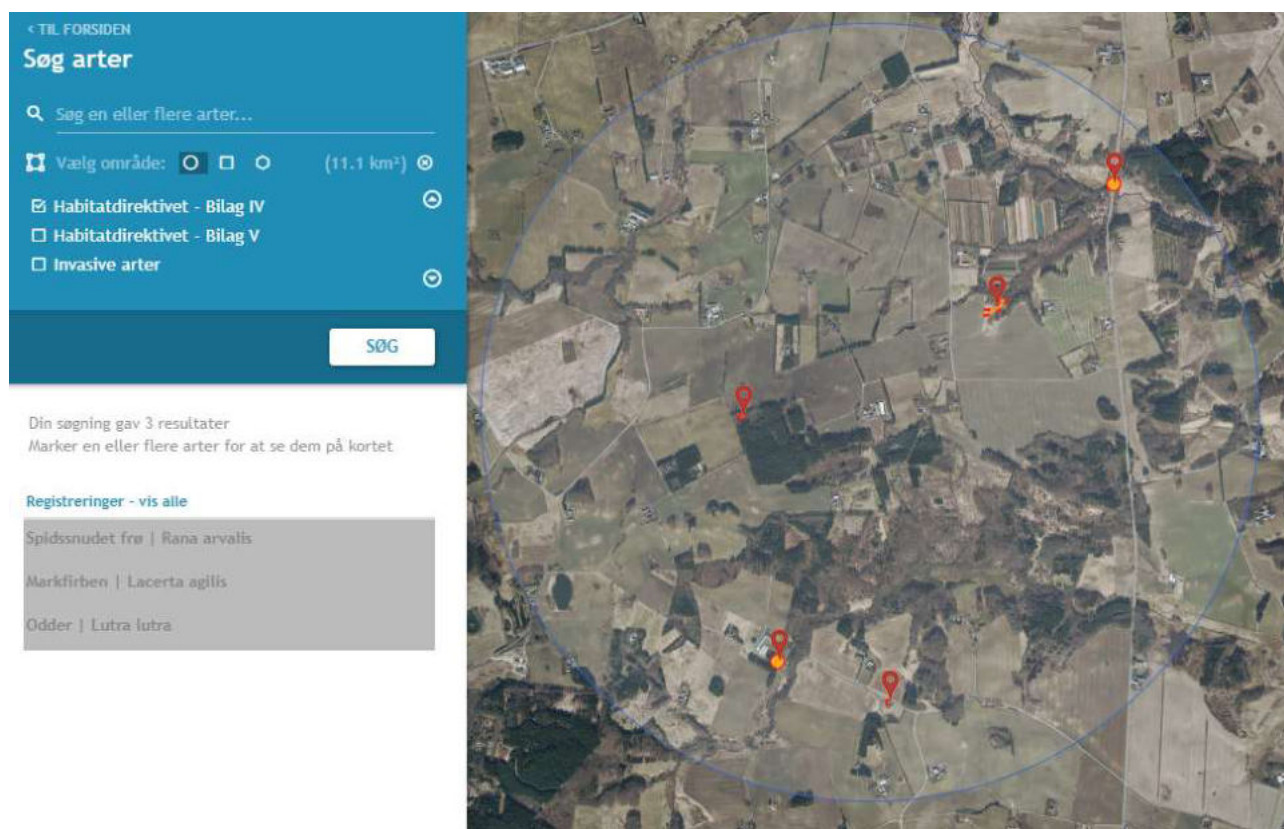 < TIL FORSIDEN
Søg arter
Søg en eller flere arter...
Vælg område: (11.1 km²)
Habitatdirektivet - Bilag IV
Habitatdirektivet - Bilag V
Invasive arter
SØG
Din søgning gav 3 resultater
Marker en eller flere arter for at se dem på kortet
Registreringer - vis alle
Spidssnudet frø | Rana arvalis
Markfirben | Lacerta agilis
Odder | Lutra lutra